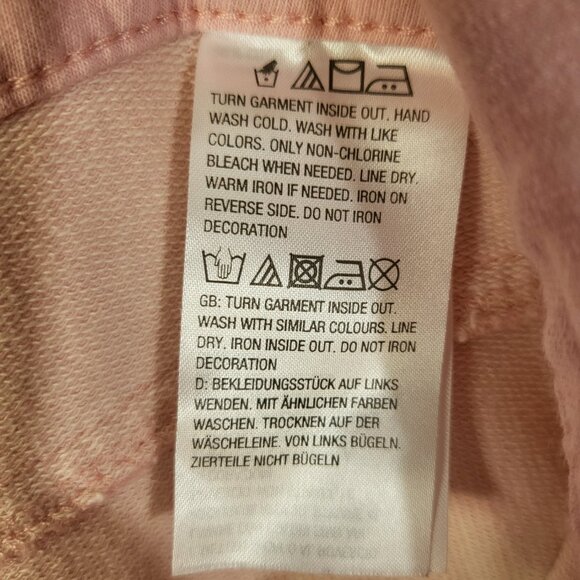 TURN GARMENT INSIDE OUT. HAND
WASH COLD. WASH WITH LIKE
COLORS. ONLY NON-CHLORINE
BLEACH WHEN NEEDED. LINE DRY.
WARM IRON IF NEEDED. IRON ON
REVERSE SIDE. DO NOT IRON
DECORATION
GB: TURN GARMENT INSIDE OUT.
WASH WITH SIMILAR COLOURS. LINE
DRY. IRON INSIDE OUT. DO NOT IRON
DECORATION
D: BEKLEIDUNGSSTÜCK AUF LINKS
WENDEN. MIT ÄHNLICHEN FARBEN
WASCHEN. TROCKNEN AUF DER
WÄSCHELEINE. VON LINKS BÜGELN.
ZIERTEILE NICHT BÜGELN